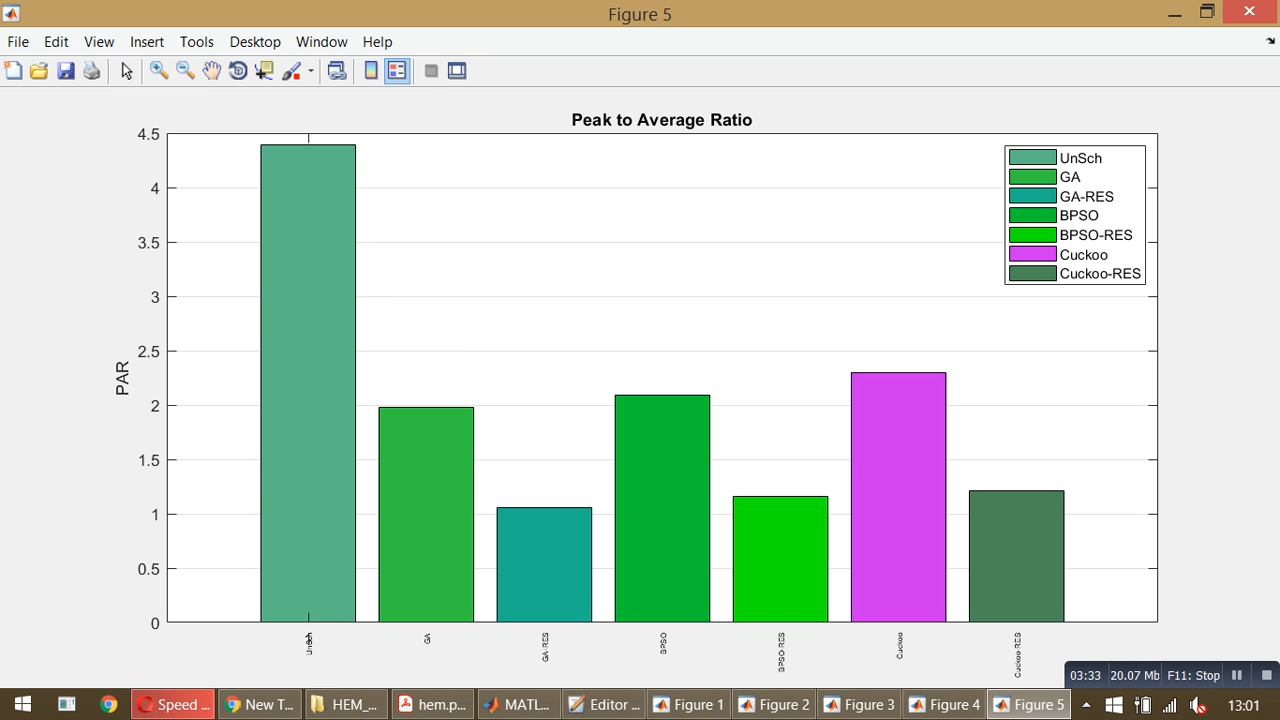 Figure 5
File Edit View Insert Tools Desktop Window Help
Peak to Average Ratio
4.5
4
3.5
3
2.5
2
1.5
1
0.5
0
PAR
UnSch
GA
GA-RES
BPSO
BPSO-RES
Cuckoo
Cuckoo-RES
UnSch GA GA-RES BPSO BPSO-RES Cuckoo Cuckoo-RES
03:33 20.07 Mb F11: Stop
Speed ... New T... HEM_... hem.p... MATL... Editor ... Figure 1 Figure 2 Figure 3 Figure 4 Figure 5 13:01